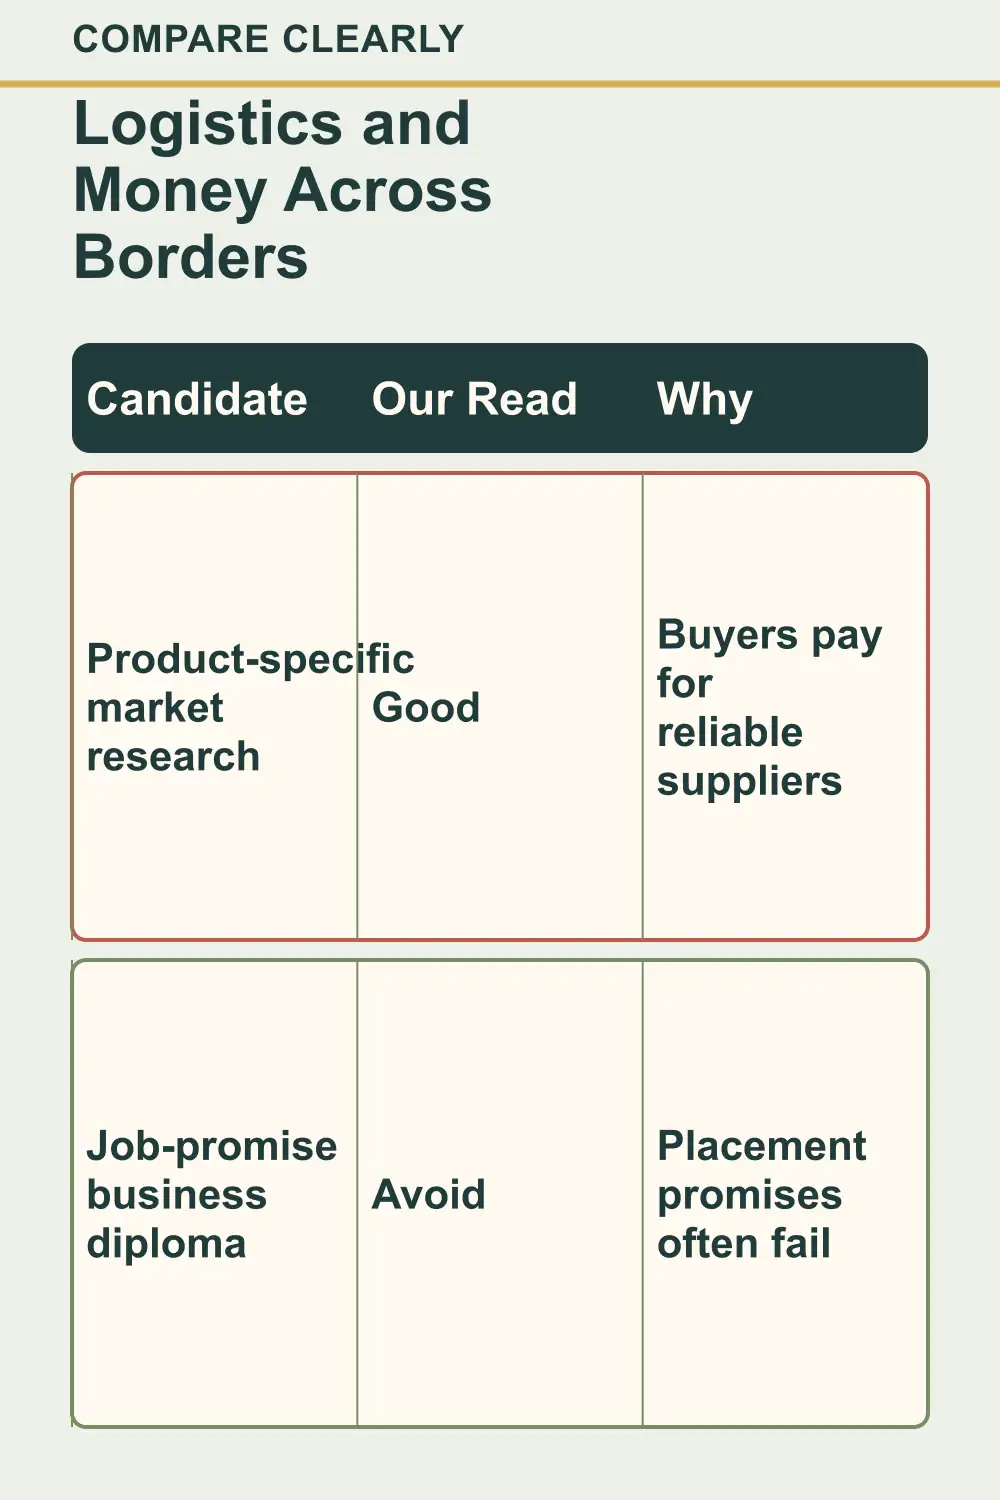 COMPARE CLEARLY
Logistics and
Money Across
Borders
Candidate
Our Read
Why
Product-specific
market
research
Good
Buyers pay
for
reliable
suppliers
Job-promise
business
diploma
Avoid
Placement
promises
often fail